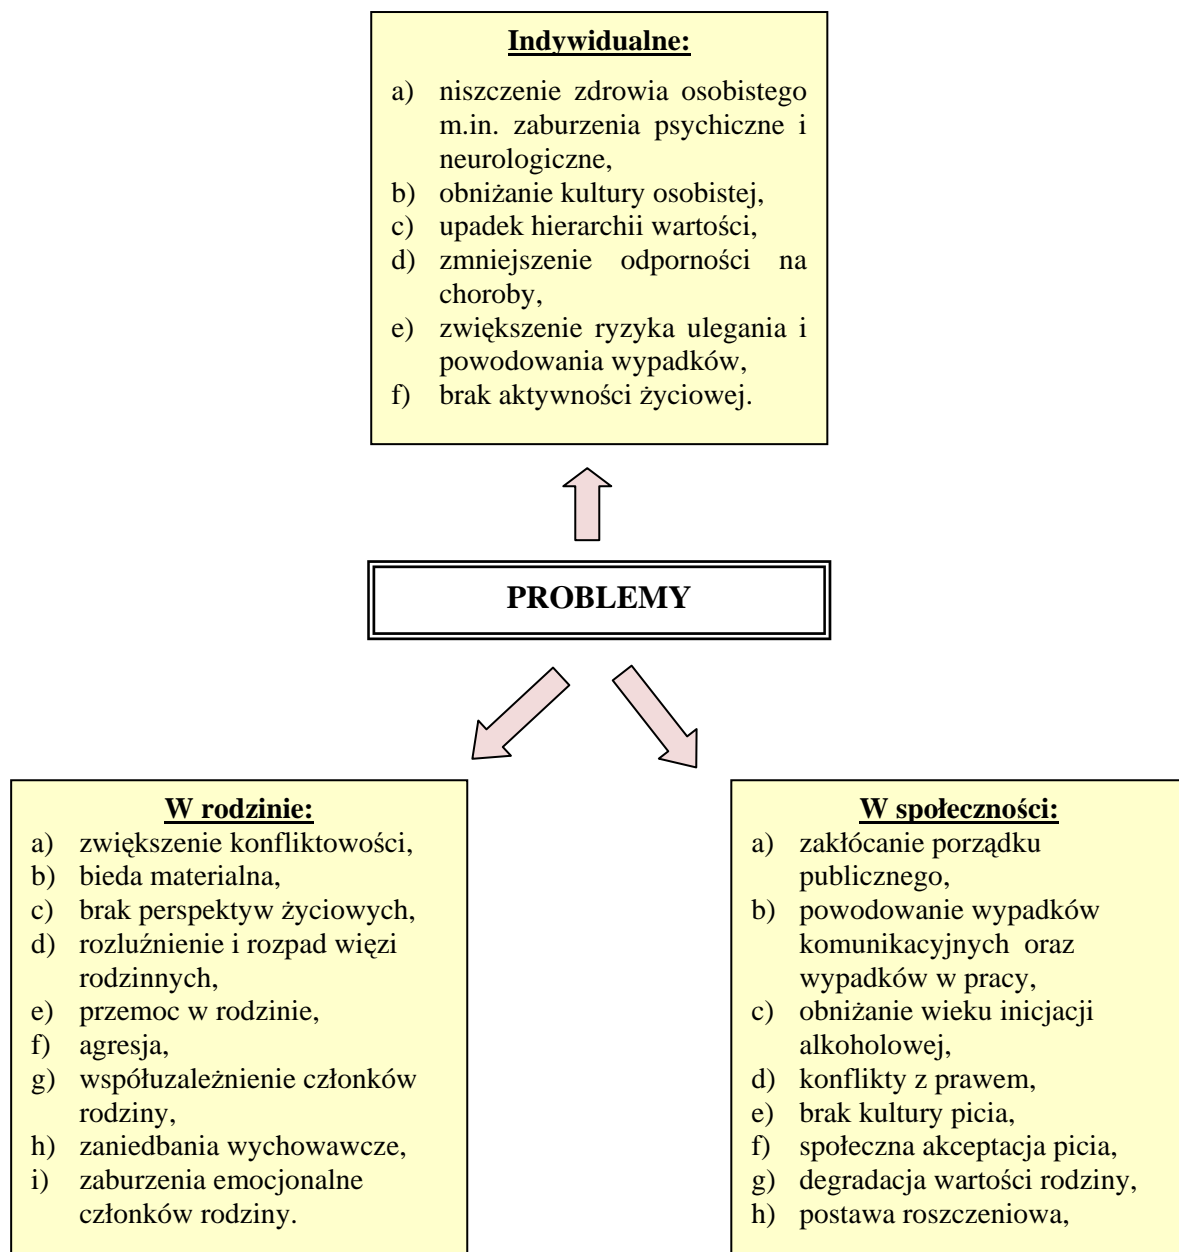 Indywidualne:
a) niszczenie zdrowia osobistego
m.in. zaburzenia psychiczne i
neurologiczne,
b) obniżanie kultury osobistej,
c) upadek hierarchii wartości,
d) zmniejszenie odporności na
choroby,
e) zwiększenie ryzyka ulegania i
powodowania wypadków,
f) brak aktywności życiowej.
PROBLEMY
W rodzinie:
a) zwiększenie konfliktowości,
b) bieda materialna,
c) brak perspektyw życiowych,
d) rozluźnienie i rozpad więzi
rodzinnych,
e) przemoc w rodzinie,
f) agresja,
g) współuzależnienie członków
rodziny,
h) zaniedbania wychowawcze,
i) zaburzenia emocjonalne
członków rodziny.
W społeczności:
a) zakłócanie porządku
publicznego,
b) powodowanie wypadków
komunikacyjnych oraz
wypadków w pracy,
c) obniżanie wieku inicjacji
alkoholowej,
d) konflikty z prawem,
e) brak kultury picia,
f) społeczna akceptacja picia,
g) degradacja wartości rodziny,
h) postawa roszczeniowa,